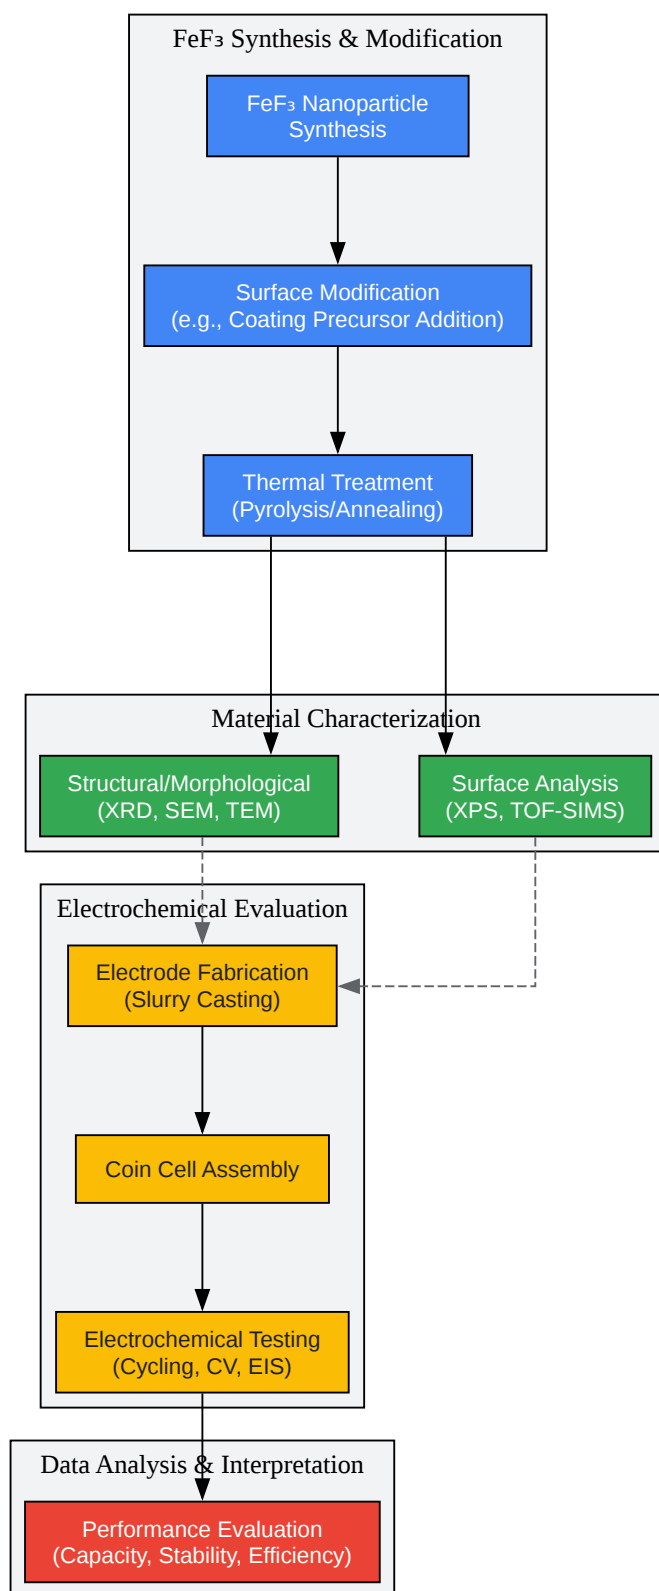 FeF₃ Synthesis & Modification
FeF₃ Nanoparticle
Synthesis
Surface Modification
(e.g., Coating Precursor Addition)
Thermal Treatment
(Pyrolysis/Annealing)
Material Characterization
Structural/Morphological
(XRD, SEM, TEM)
Surface Analysis
(XPS, TOF-SIMS)
Electrochemical Evaluation
Electrode Fabrication
(Slurry Casting)
Coin Cell Assembly
Electrochemical Testing
(Cycling, CV, EIS)
Data Analysis & Interpretation
Performance Evaluation
(Capacity, Stability, Efficiency)